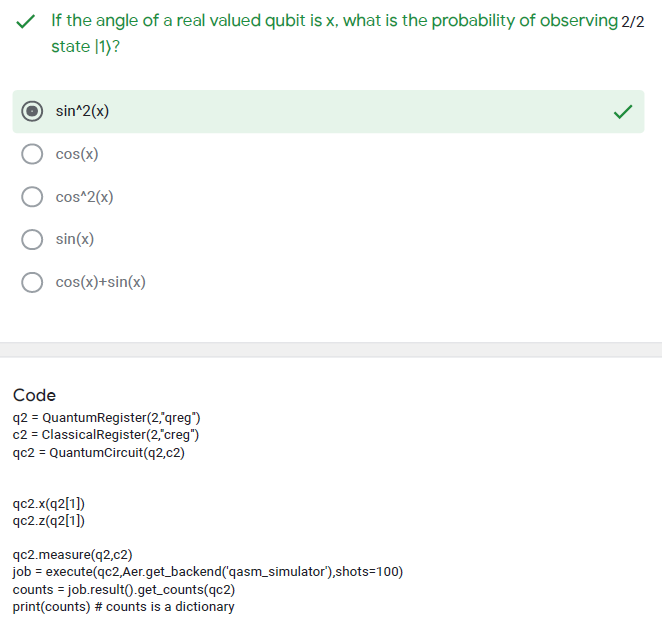 If the angle of a real valued qubit is x, what is the probability of observing 2/2
state |1⟩?
sin^2(x)
cos(x)
cos^2(x)
sin(x)
cos(x)+sin(x)
Code
q2 = QuantumRegister(2,"qreg")
c2 = ClassicalRegister(2,"creg")
qc2 = QuantumCircuit(q2,c2)
qc2.x(q2[1])
qc2.z(q2[1])
qc2.measure(q2,c2)
job = execute(qc2,Aer.get_backend('qasm_simulator'),shots=100)
counts = job.result().get_counts(qc2)
print(counts) # counts is a dictionary